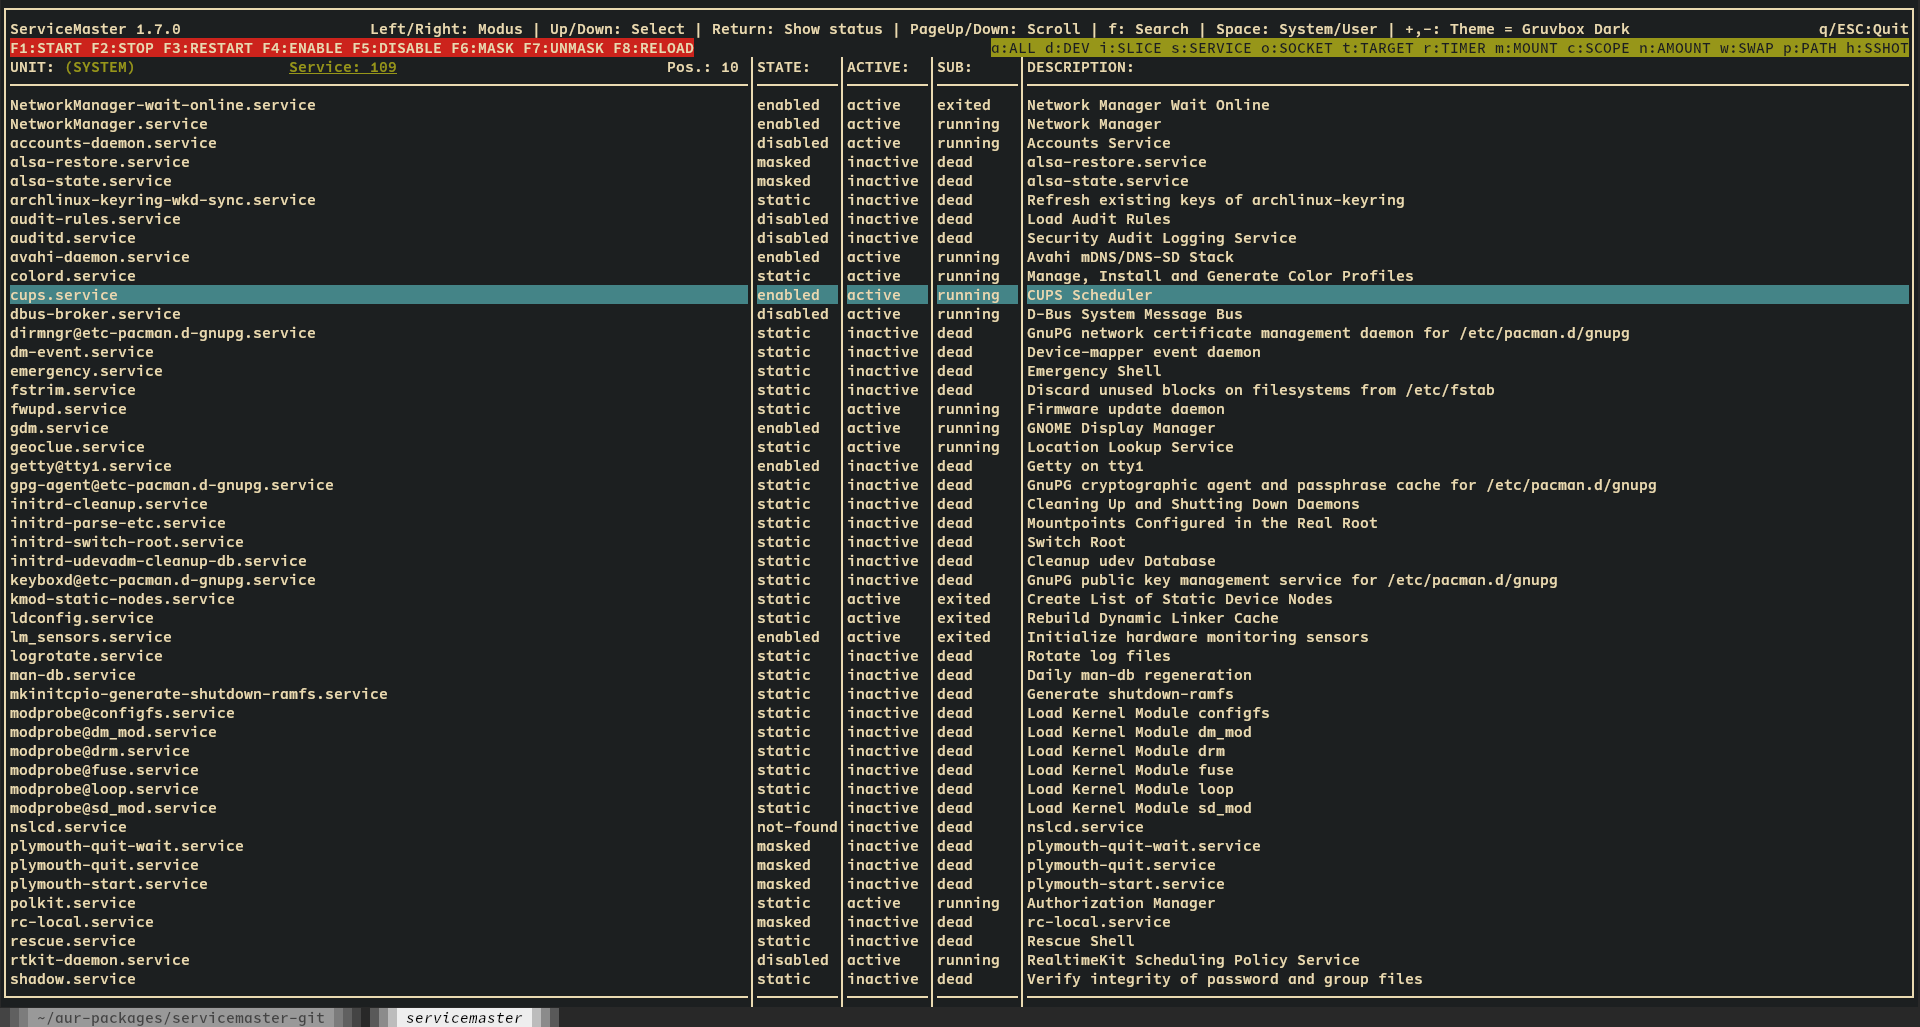 ServiceMaster 1.7.0 Left/Right: Modus | Up/Down: Select | Return: Show status | PageUp/Down: Scroll | f: Search | Space: System/User | +,-: Theme = Gruvbox Dark q/ESC:Quit
F1:START F2:STOP F3:RESTART F4:ENABLE F5:DISABLE F6:MASK F7:UNMASK F8:RELOAD a:ALL d:DEV i:SLICE s:SERVICE o:SOCKET t:TARGET r:TIMER m:MOUNT c:SCOPE n:AMOUNT w:SWAP p:PATH h:SSHOT
UNIT: (SYSTEM) Service: 109 Pos.: 10 STATE: ACTIVE: SUB: DESCRIPTION:
NetworkManager-wait-online.service enabled active exited Network Manager Wait Online
NetworkManager.service enabled active running Network Manager
accounts-daemon.service disabled active running Accounts Service
alsa-restore.service masked inactive dead alsa-restore.service
alsa-state.service masked inactive dead alsa-state.service
archlinux-keyring-wkd-sync.service static inactive dead Refresh existing keys of archlinux-keyring
audit-rules.service disabled inactive dead Load Audit Rules
auditd.service disabled inactive dead Security Audit Logging Service
avahi-daemon.service enabled active running Avahi mDNS/DNS-SD Stack
colord.service static active running Manage, Install and Generate Color Profiles
cups.service enabled active running CUPS Scheduler
dbus-broker.service disabled active running D-Bus System Message Bus
dirmngr@etc-pacman.d-gnupg.service static inactive dead GnuPG network certificate management daemon for /etc/pacman.d/gnupg
dm-event.service static inactive dead Device-mapper event daemon
emergency.service static inactive dead Emergency Shell
fstrim.service static inactive dead Discard unused blocks on filesystems from /etc/fstab
fwupd.service static active running Firmware update daemon
gdm.service enabled active running GNOME Display Manager
geoclue.service static active running Location Lookup Service
getty@tty1.service enabled inactive dead Getty on tty1
gpg-agent@etc-pacman.d-gnupg.service static inactive dead GnuPG cryptographic agent and passphrase cache for /etc/pacman.d/gnupg
initrd-cleanup.service static inactive dead Cleaning Up and Shutting Down Daemons
initrd-parse-etc.service static inactive dead Mountpoints Configured in the Real Root
initrd-switch-root.service static inactive dead Switch Root
initrd-udevadm-cleanup-db.service static inactive dead Cleanup udev Database
keyboxd@etc-pacman.d-gnupg.service static inactive dead GnuPG public key management service for /etc/pacman.d/gnupg
kmod-static-nodes.service static active exited Create List of Static Device Nodes
ldconfig.service static active exited Rebuild Dynamic Linker Cache
lm_sensors.service enabled active exited Initialize hardware monitoring sensors
logrotate.service static inactive dead Rotate log files
man-db.service static inactive dead Daily man-db regeneration
mkinitcpio-generate-shutdown-ramfs.service static inactive dead Generate shutdown-ramfs
modprobe@configfs.service static inactive dead Load Kernel Module configfs
modprobe@dm_mod.service static inactive dead Load Kernel Module dm_mod
modprobe@drm.service static inactive dead Load Kernel Module drm
modprobe@fuse.service static inactive dead Load Kernel Module fuse
modprobe@loop.service static inactive dead Load Kernel Module loop
modprobe@sd_mod.service static inactive dead Load Kernel Module sd_mod
nslcd.service not-found inactive dead nslcd.service
plymouth-quit-wait.service masked inactive dead plymouth-quit-wait.service
plymouth-quit.service masked inactive dead plymouth-quit.service
plymouth-start.service masked inactive dead plymouth-start.service
polkit.service static active running Authorization Manager
rc-local.service masked inactive dead rc-local.service
rescue.service static inactive dead Rescue Shell
rtkit-daemon.service disabled active running RealtimeKit Scheduling Policy Service
shadow.service static inactive dead Verify integrity of password and group files
~/aur-packages/servicemaster-git servicemaster